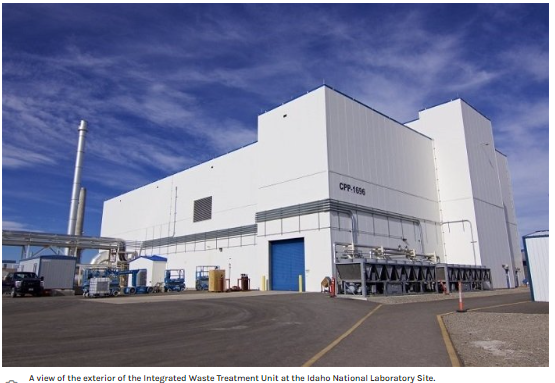 CPP-1696
A view of the exterior of the Integrated Waste Treatment Unit at the Idaho National Laboratory Site.